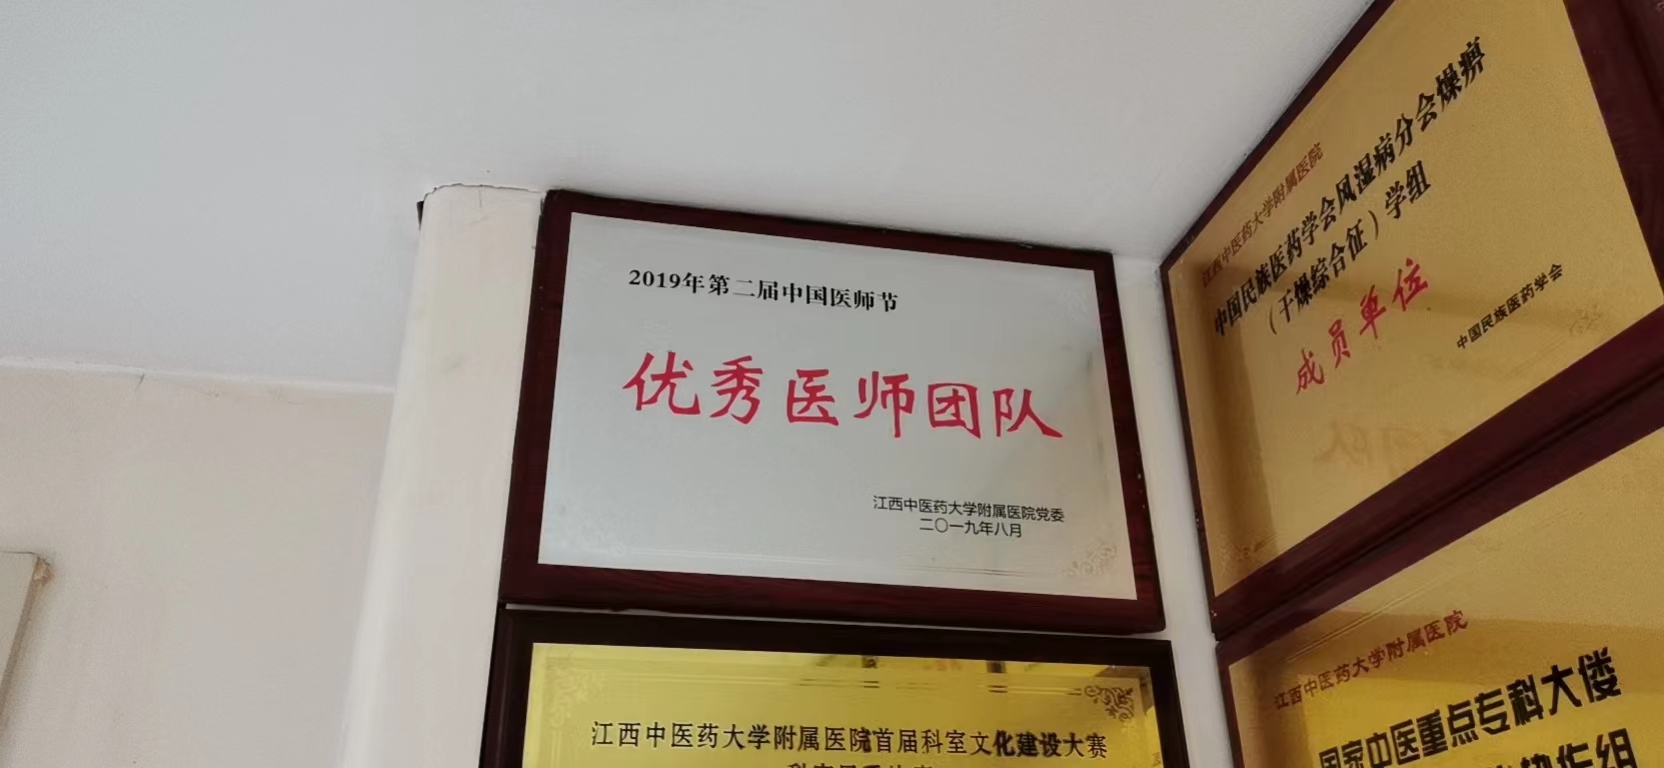 2019年第二届中国医师节
优秀医师团队
江西中医药大学附属医院党委
二〇一九年八月
江西中医药大学附属医院首届科室文化建设大赛
江西中医药大学附属医院
中国民族医药学会风湿病分会燥痹
（干燥综合征）学组
成员单位
中国民族医药学会
江西中医药大学附属医院
国家中医重点专科大偻